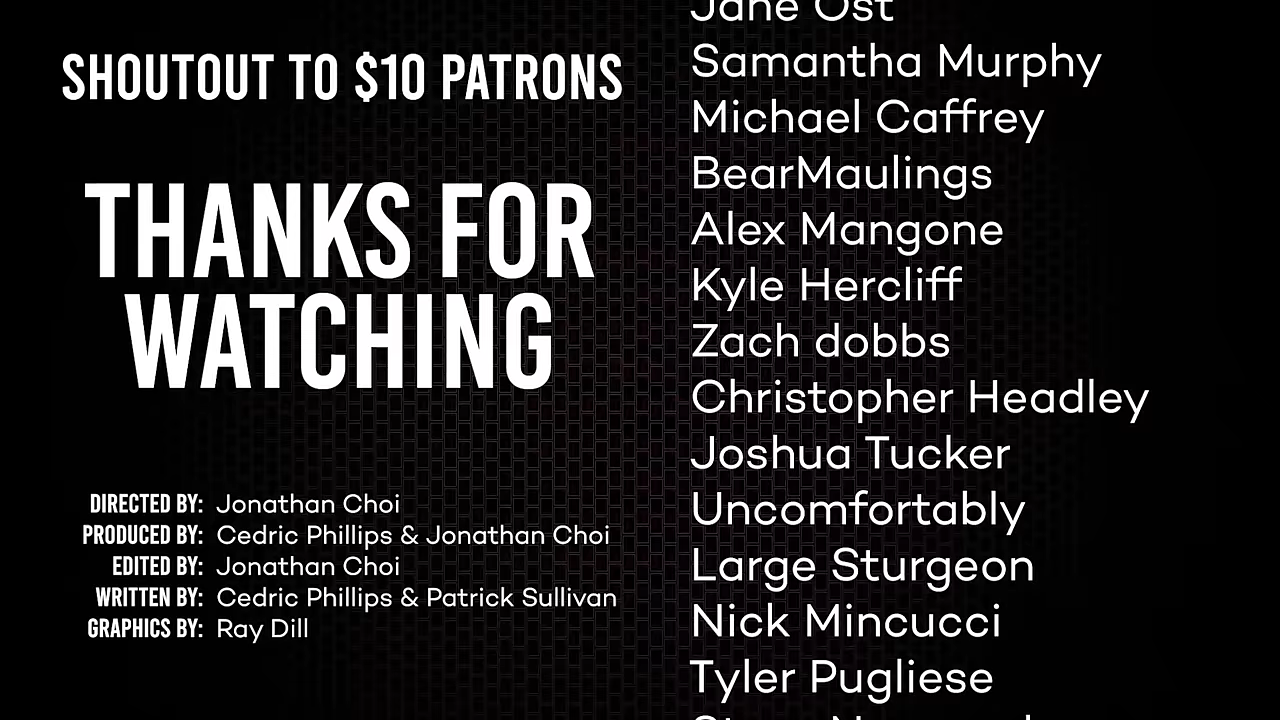 SHOUTOUT TO $10 PATRONS
THANKS FOR
WATCHING
DIRECTED BY: Jonathan Choi
PRODUCED BY: Cedric Phillips & Jonathan Choi
EDITED BY: Jonathan Choi
WRITTEN BY: Cedric Phillips & Patrick Sullivan
GRAPHICS BY: Ray Dill
Jane Ost
Samantha Murphy
Michael Caffrey
BearMaulings
Alex Mangone
Kyle Hercliff
Zach dobbs
Christopher Headley
Joshua Tucker
Uncomfortably
Large Sturgeon
Nick Mincucci
Tyler Pugliese